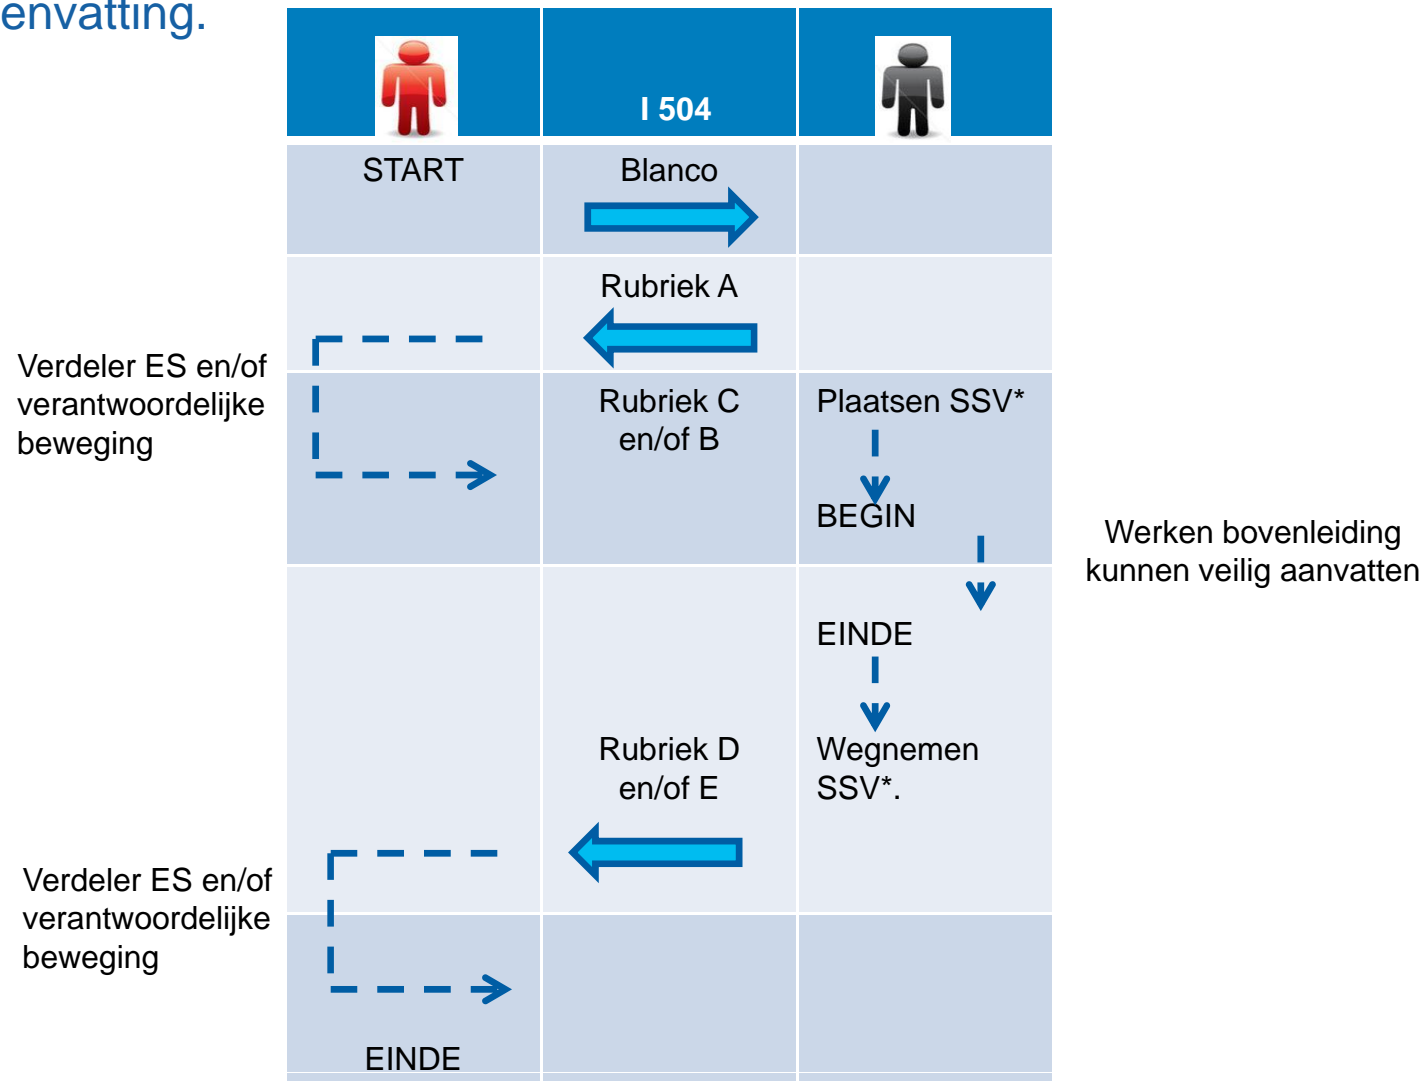 envatting.
I 504
START
Blanco
Rubriek A
Verdeler ES en/of
verantwoordelijke
beweging
Rubriek C
en/of B
Plaatsen SSV*
BEGIN
Werken bovenleiding
kunnen veilig aanvatten
EINDE
Rubriek D
en/of E
Wegnemen
SSV*.
Verdeler ES en/of
verantwoordelijke
beweging
EINDE